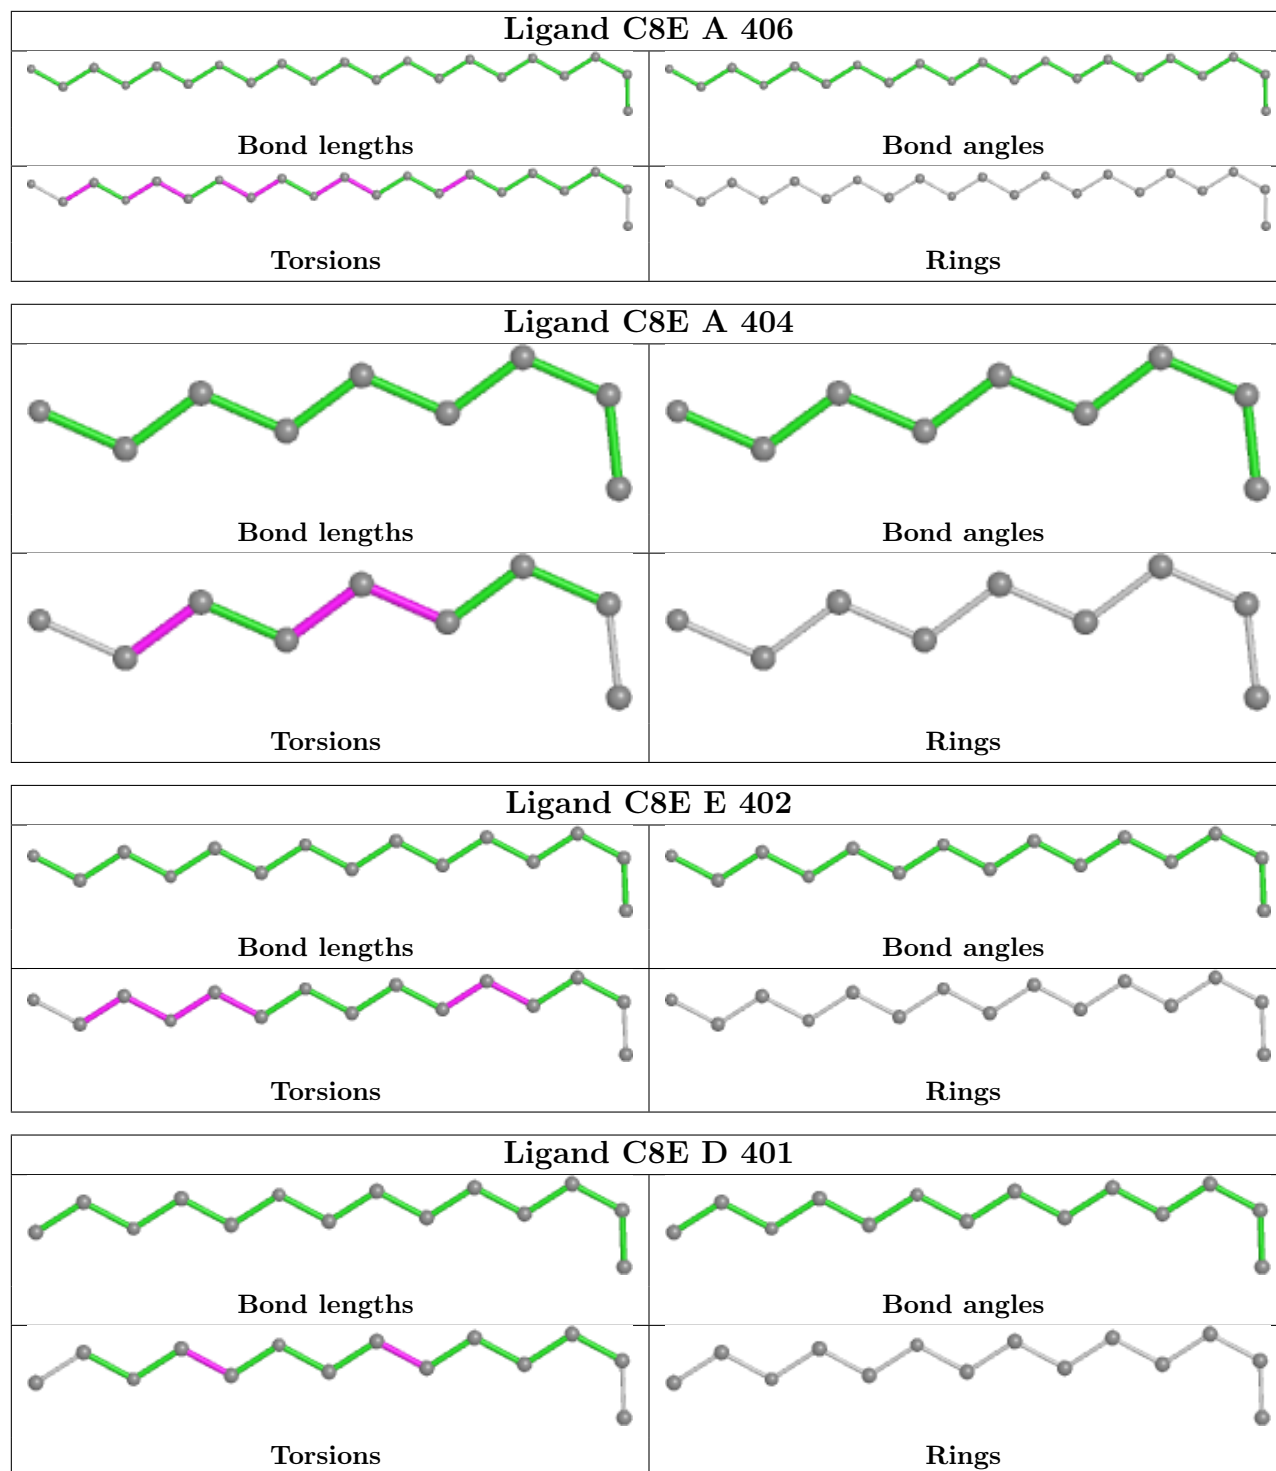 Ligand C8E A 406
Bond lengths
Bond angles
Torsions
Rings
Ligand C8E A 404
Bond lengths
Bond angles
Torsions
Rings
Ligand C8E E 402
Bond lengths
Bond angles
Torsions
Rings
Ligand C8E D 401
Bond lengths
Bond angles
Torsions
Rings